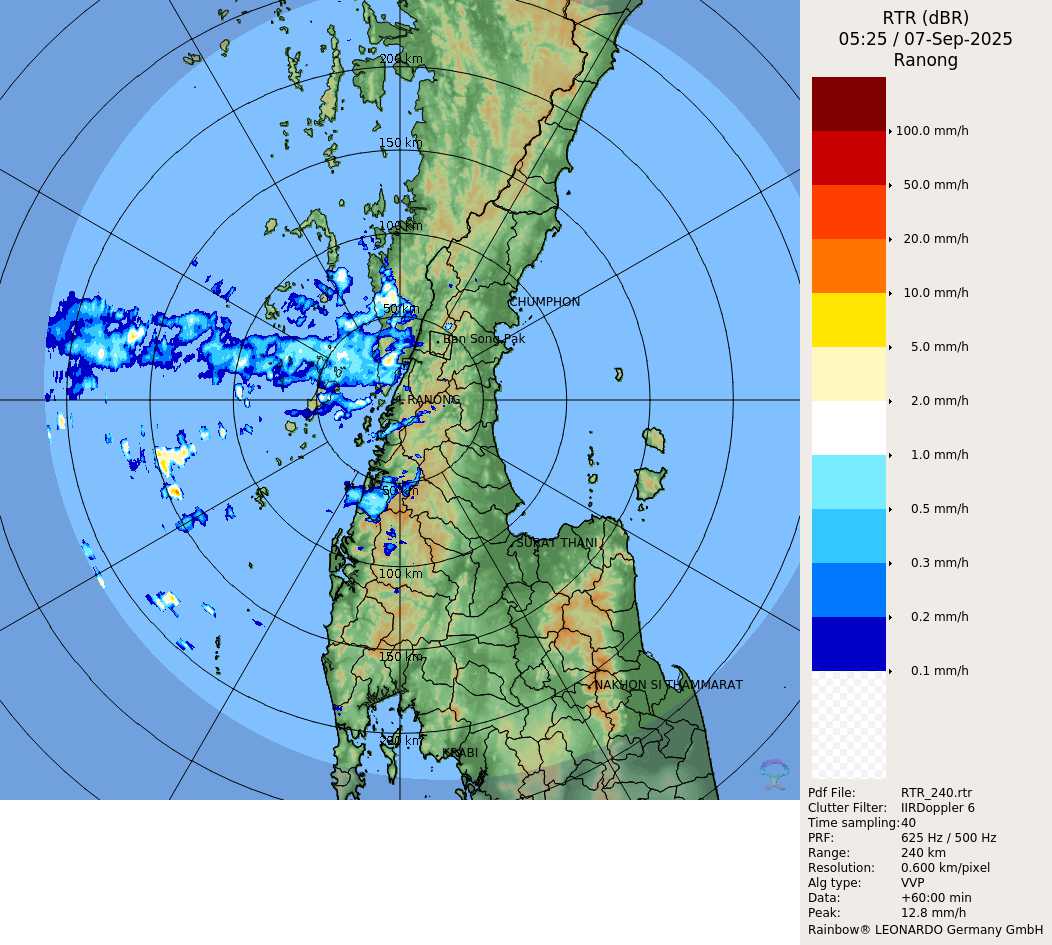 RTR (dBR)
05:25 / 07-Sep-2025
Ranong
200 km
150 km
100 km
50 km
CHUMPHON
Ban Song Pak
RANONG
50 km
SURAT THANI
100 km
150 km
NAKHON SI THAMMARAT
200 km
KRABI
100.0 mm/h
50.0 mm/h
20.0 mm/h
10.0 mm/h
5.0 mm/h
2.0 mm/h
1.0 mm/h
0.5 mm/h
0.3 mm/h
0.2 mm/h
0.1 mm/h
Pdf File: RTR_240.rtr
Clutter Filter: IIRDoppler 6
Time sampling:40
PRF: 625 Hz / 500 Hz
Range: 240 km
Resolution: 0.600 km/pixel
Alg type: VVP
Data: +60:00 min
Peak: 12.8 mm/h
Rainbow® LEONARDO Germany GmbH